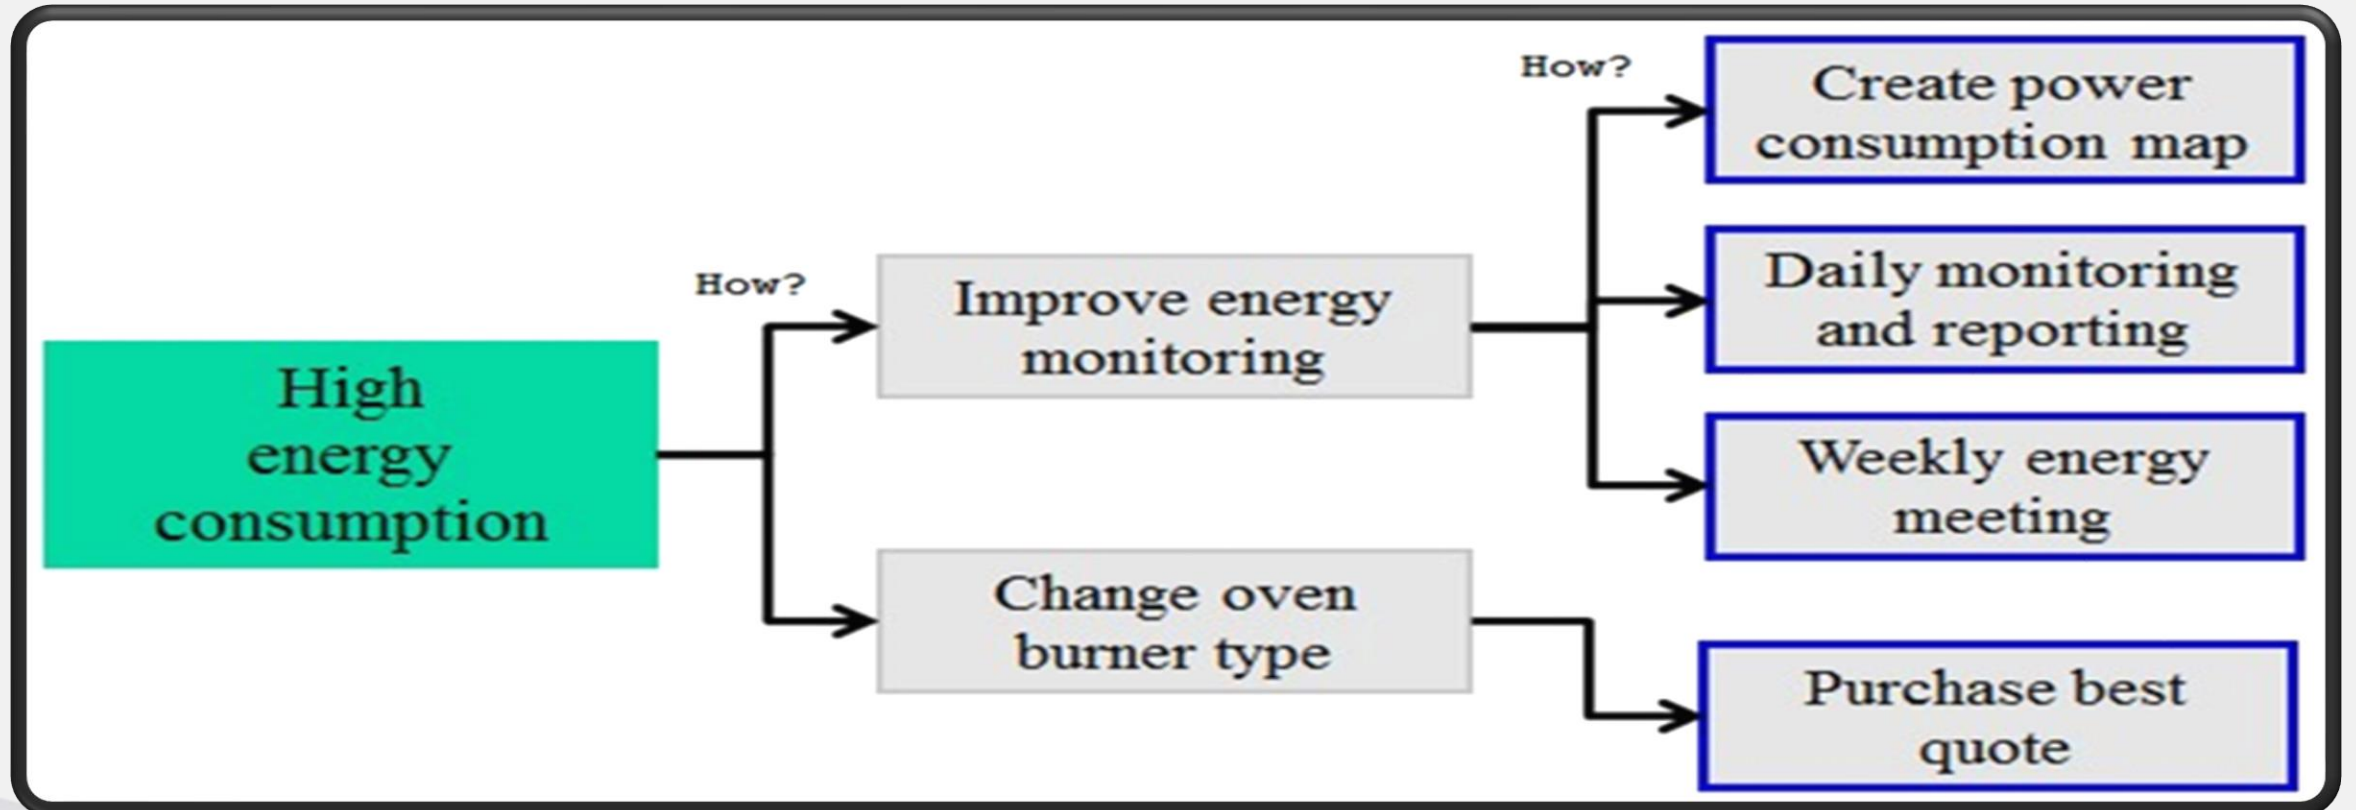 High
energy
consumption
How?
Improve energy
monitoring
Change oven
burner type
How?
Create power
consumption map
Daily monitoring
and reporting
Weekly energy
meeting
Purchase best
quote